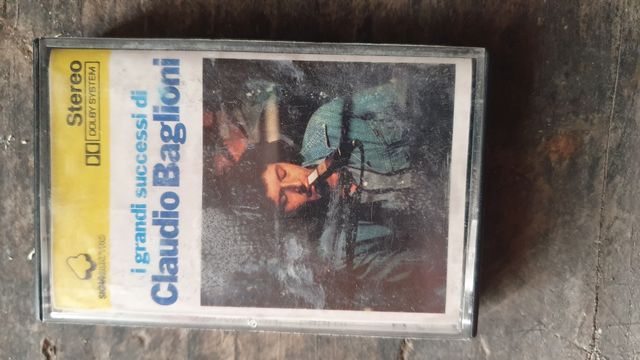 Stereo
DOLBY SYSTEM
i grandi successi di
Claudio Baglioni